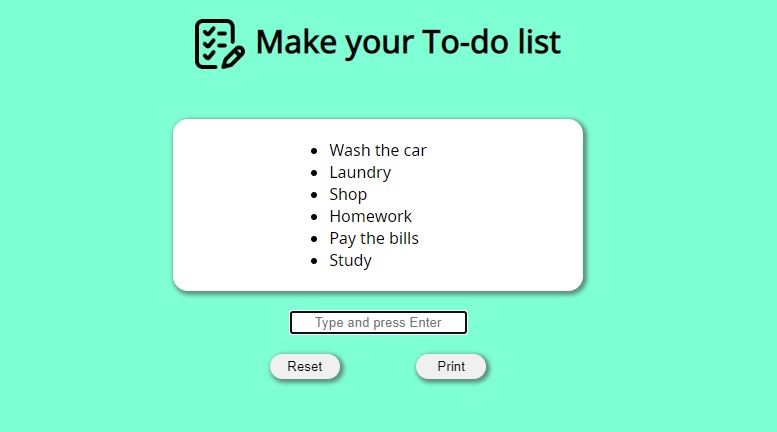 Make your To-do list
Wash the car
Laundry
Shop
Homework
Pay the bills
Study
Type and press Enter
Reset
Print